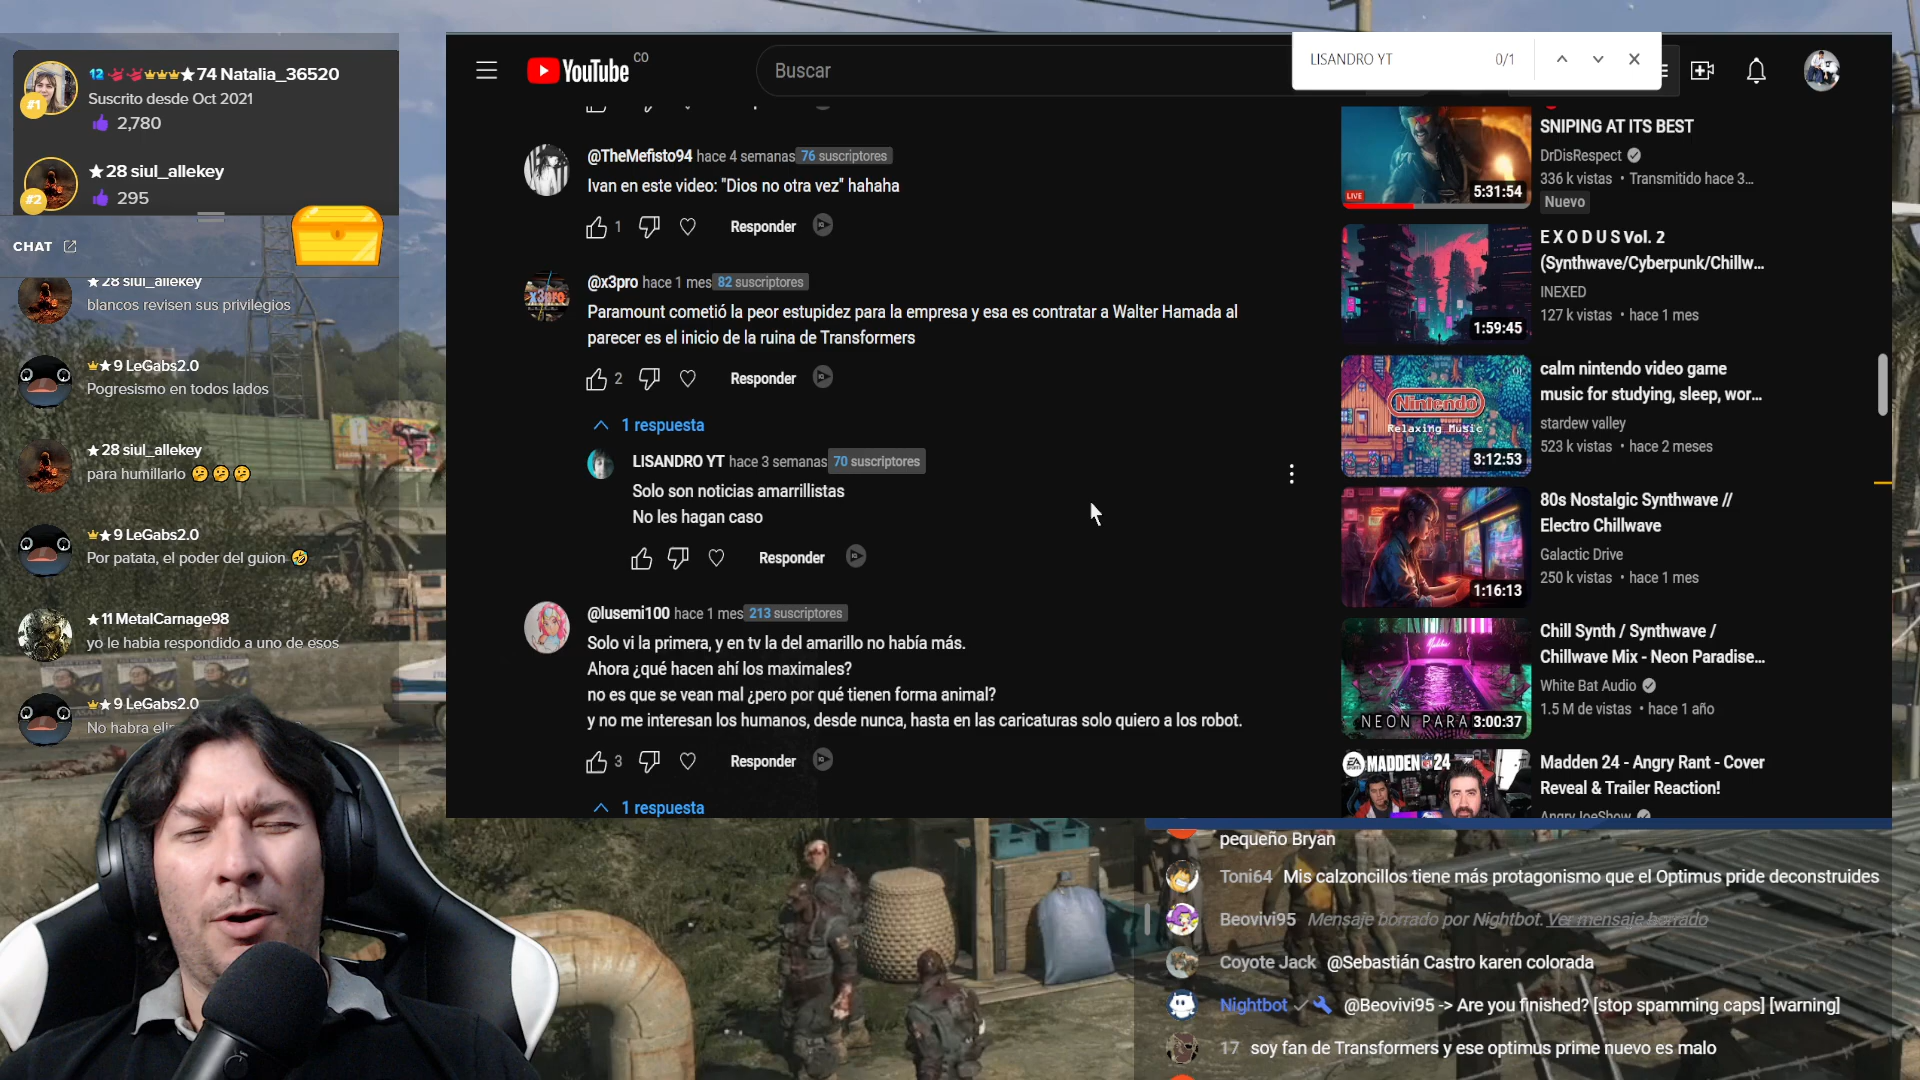 12 74 Natalia_36520
#1
Suscrito desde Oct 2021
2,780
28 siul_allekey
#2
295
CHAT
28 siul_allekey
blancos revisen sus privilegios
9 LeGabs2.0
Pogresismo en todos lados
28 siul_allekey
para humillarlo
9 LeGabs2.0
Por patata, el poder del guion
11 MetalCarnage98
yo le habia respondido a uno de esos
9 LeGabs2.0
No habra
YouTube CO
Buscar
LISANDRO YT 0/1
@TheMefisto94 hace 4 semanas 76 suscriptores
Ivan en este video: "Dios no otra vez" hahaha
1 Responder
x3pro
@x3pro hace 1 mes 82 suscriptores
Paramount cometió la peor estupidez para la empresa y esa es contratar a Walter Hamada al
parecer es el inicio de la ruina de Transformers
2 Responder
1 respuesta
LISANDRO YT hace 3 semanas 70 suscriptores
Solo son noticias amarrillistas
No les hagan caso
Responder
@lusemi100 hace 1 mes 213 suscriptores
Solo vi la primera, y en tv la del amarillo no había más.
Ahora ¿qué hacen ahí los maximales?
no es que se vean mal ¿pero por qué tienen forma animal?
y no me interesan los humanos, desde nunca, hasta en las caricaturas solo quiero a los robot.
3 Responder
1 respuesta
LIVE
5:31:54
SNIPING AT ITS BEST
DrDisRespect
336 k vistas • Transmitido hace 3...
Nuevo
1:59:45
E X O D U S Vol. 2
(Synthwave/Cyberpunk/Chillw...
INEXED
127 k vistas • hace 1 mes
Nintendo
Relaxing Music
3:12:53
calm nintendo video game
music for studying, sleep, wor...
stardew valley
523 k vistas • hace 2 meses
1:16:13
80s Nostalgic Synthwave //
Electro Chillwave
Galactic Drive
250 k vistas • hace 1 mes
NEON PARA
3:00:37
Chill Synth / Synthwave /
Chillwave Mix - Neon Paradise...
White Bat Audio
1.5 M de vistas • hace 1 año
EA MADDEN NFL 24
Madden 24 - Angry Rant - Cover
Reveal & Trailer Reaction!
AngryJoeShow
pequeño Bryan
Toni64 Mis calzoncillos tiene más protagonismo que el Optimus pride deconstruides
Beovivi95 Mensaje borrado por Nightbot. Ver mensaje borrado
Coyote Jack @Sebastián Castro karen colorada
Nightbot @Beovivi95 -> Are you finished? [stop spamming caps] [warning]
17 soy fan de Transformers y ese optimus prime nuevo es malo